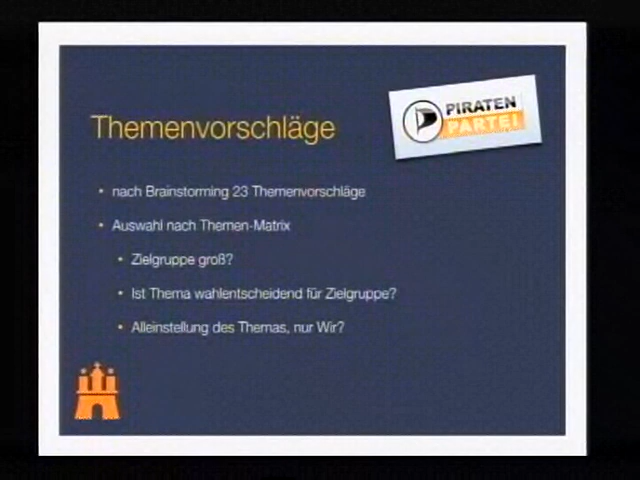 PIRATEN
PARTEI
Themenvorschläge
nach Brainstorming 23 Themenvorschläge
Auswahl nach Themen-Matrix
Zielgruppe groß?
Ist Thema wahlentscheidend für Zielgruppe?
Alleinstellung des Themas, nur Wir?